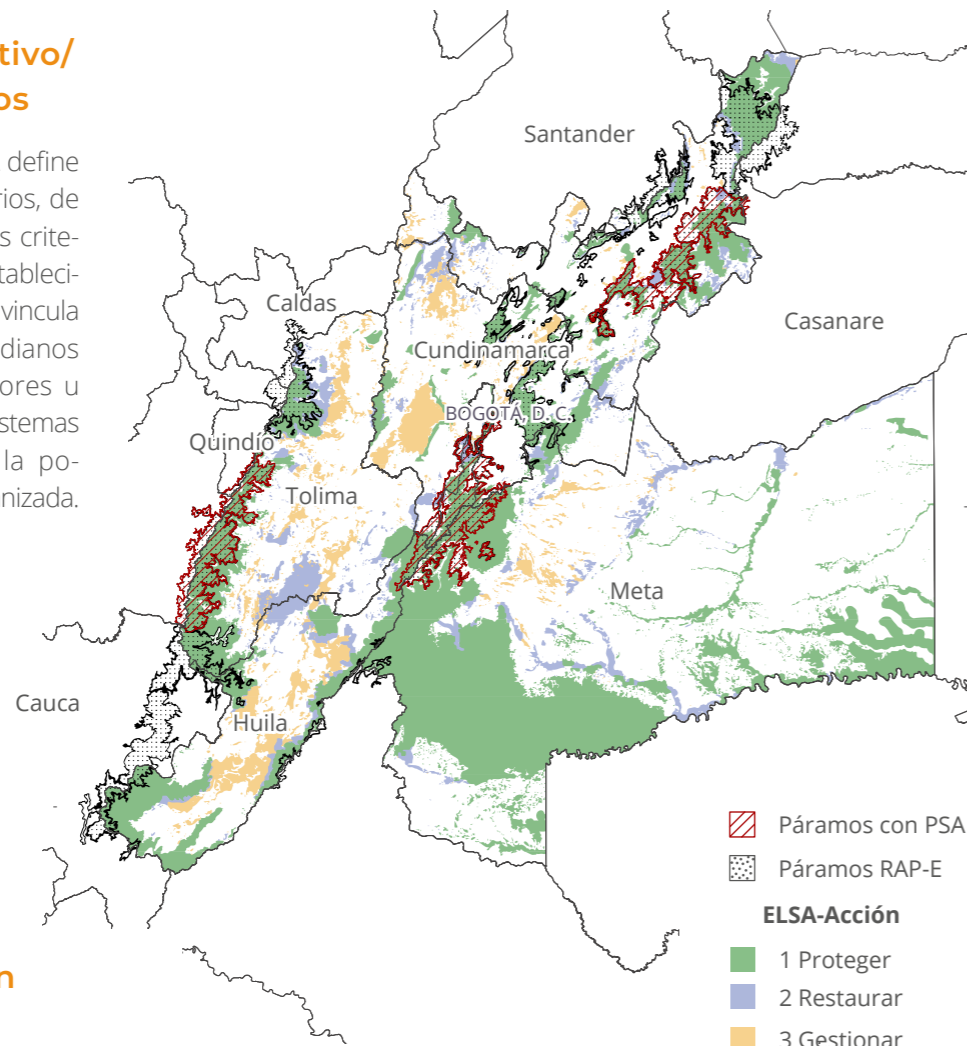 tivo/
os
define
rios, de
s crite-
tableci-
vincula
dianos
ores u
stemas
la po-
nizada.
n
Santander
Caldas
Casanare
Cundinamarca
BOGOTÁ, D. C.
Quindío
Tolima
Meta
Cauca
Huila
Páramos con PSA
Páramos RAP-E
ELSA-Acción
1 Proteger
2 Restaurar
3 Gestionar